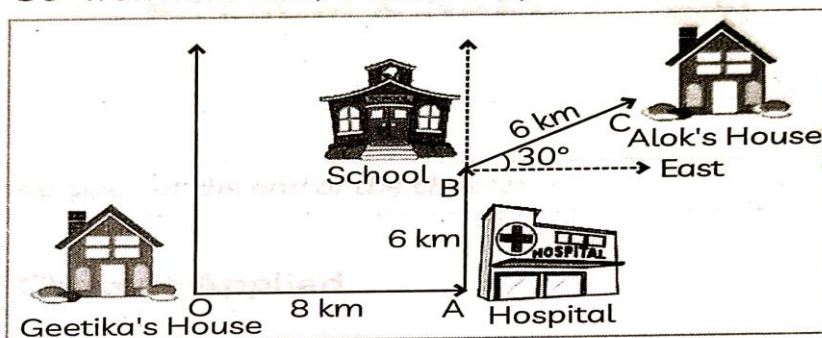 6 km
C
Alok's House
30°
School
East
B
6 km
HOSPITAL
O
8 km
A
Hospital
Geetika's House